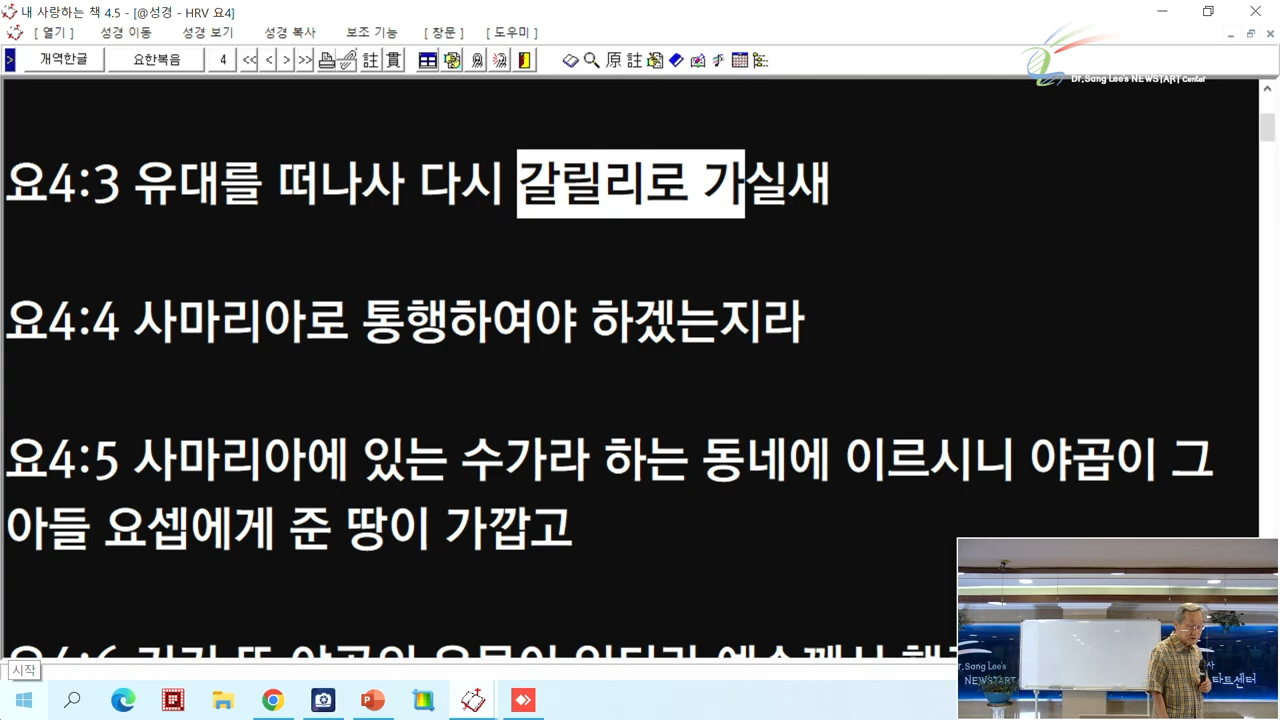 내 사랑하는 책 4.5 - [@성경 - HRV 요4]
[ 열기 ] 성경 이동 성경 보기 성경 복사 보조 기능 [ 창문 ] [ 도우미 ]
개역한글 요한복음 4 << < > >> 註 貫 原 註
Dr.Sang Lee's NEWSTART Center
요4:3 유대를 떠나사 다시 갈릴리로 가실새
요4:4 사마리아로 통행하여야 하겠는지라
요4:5 사마리아에 있는 수가라 하는 동네에 이르시니 야곱이 그
아들 요셉에게 준 땅이 가깝고
시작
r.Sang Lee's
NEWSTART
타트센터